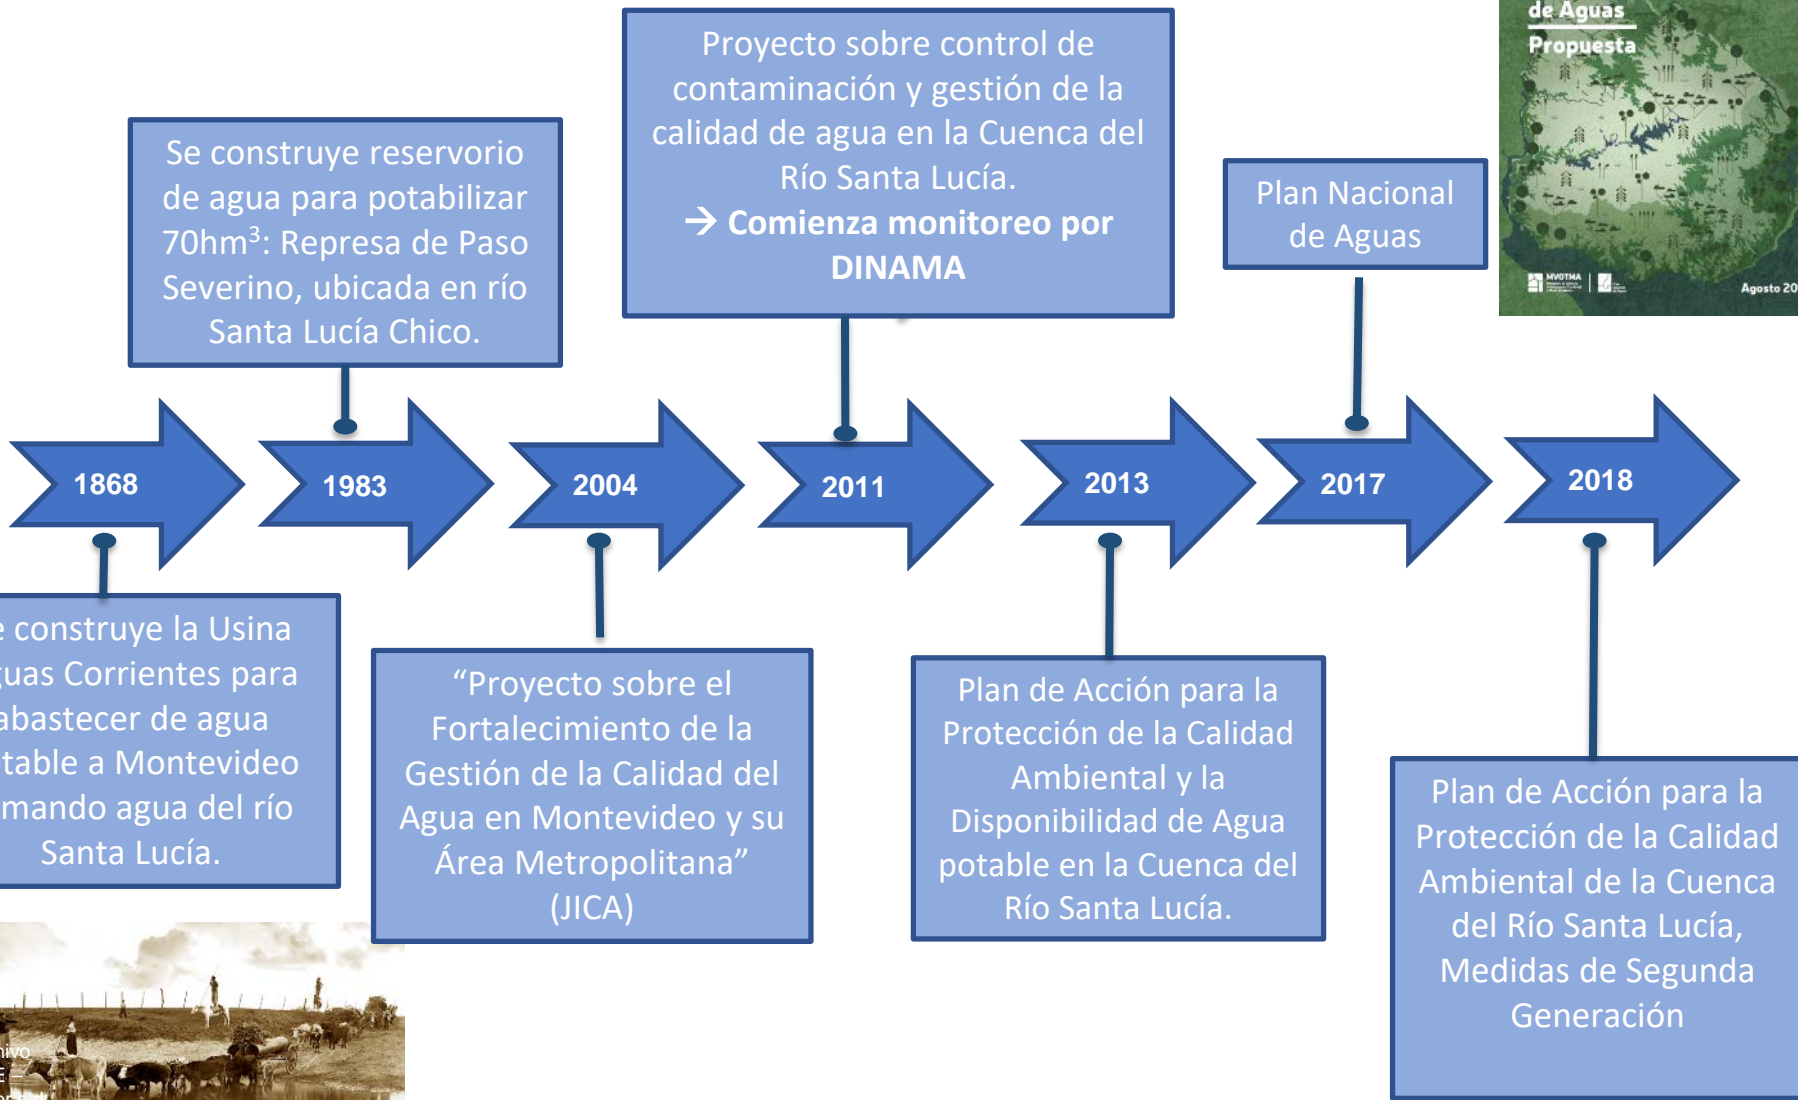 de Aguas
Propuesta
MVOTMA
Agosto 20
Proyecto sobre control de
contaminación y gestión de la
calidad de agua en la Cuenca del
Río Santa Lucía.
→ Comienza monitoreo por
DINAMA
Se construye reservorio
de agua para potabilizar
70hm³: Represa de Paso
Severino, ubicada en río
Santa Lucía Chico.
Plan Nacional
de Aguas
1868
1983
2004
2011
2013
2017
2018
e construye la Usina
guas Corrientes para
abastecer de agua
table a Montevideo
mando agua del río
Santa Lucía.
“Proyecto sobre el
Fortalecimiento de la
Gestión de la Calidad del
Agua en Montevideo y su
Área Metropolitana”
(JICA)
Plan de Acción para la
Protección de la Calidad
Ambiental y la
Disponibilidad de Agua
potable en la Cuenca del
Río Santa Lucía.
Plan de Acción para la
Protección de la Calidad
Ambiental de la Cuenca
del Río Santa Lucía,
Medidas de Segunda
Generación